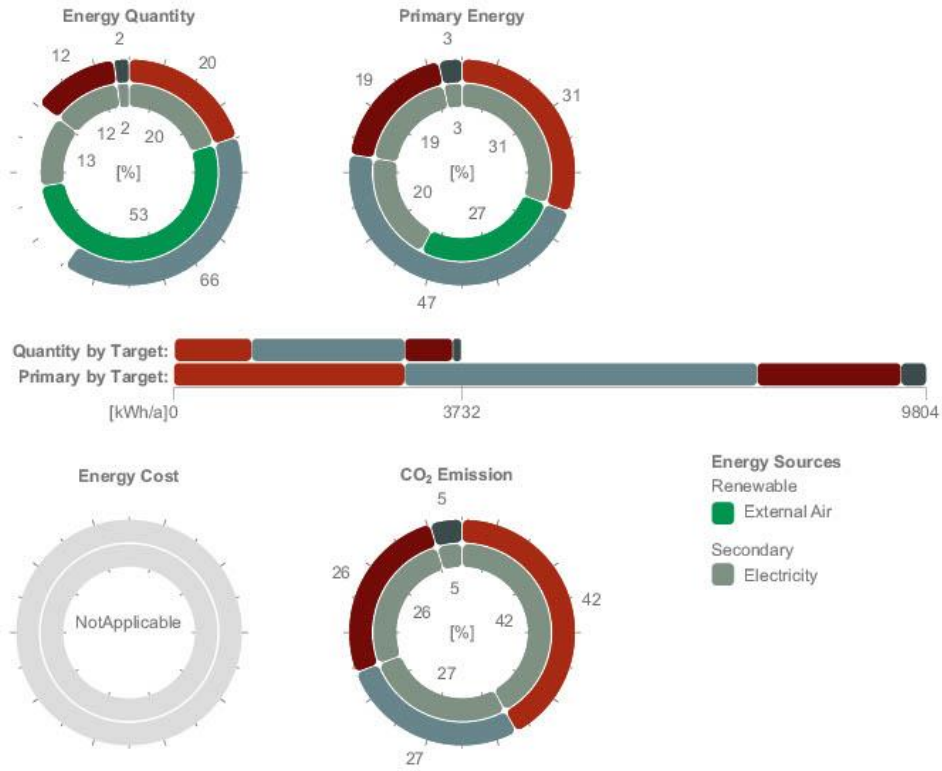 Energy Quantity
2
12
20
12 2 20
13
[%]
53
66
Primary Energy
3
19
31
3
19
31
[%]
20
27
47
Quantity by Target:
Primary by Target:
[kWh/a]0
3732
9804
Energy Cost
NotApplicable
CO₂ Emission
5
26
42
5
26
42
[%]
27
27
Energy Sources
Renewable
External Air
Secondary
Electricity